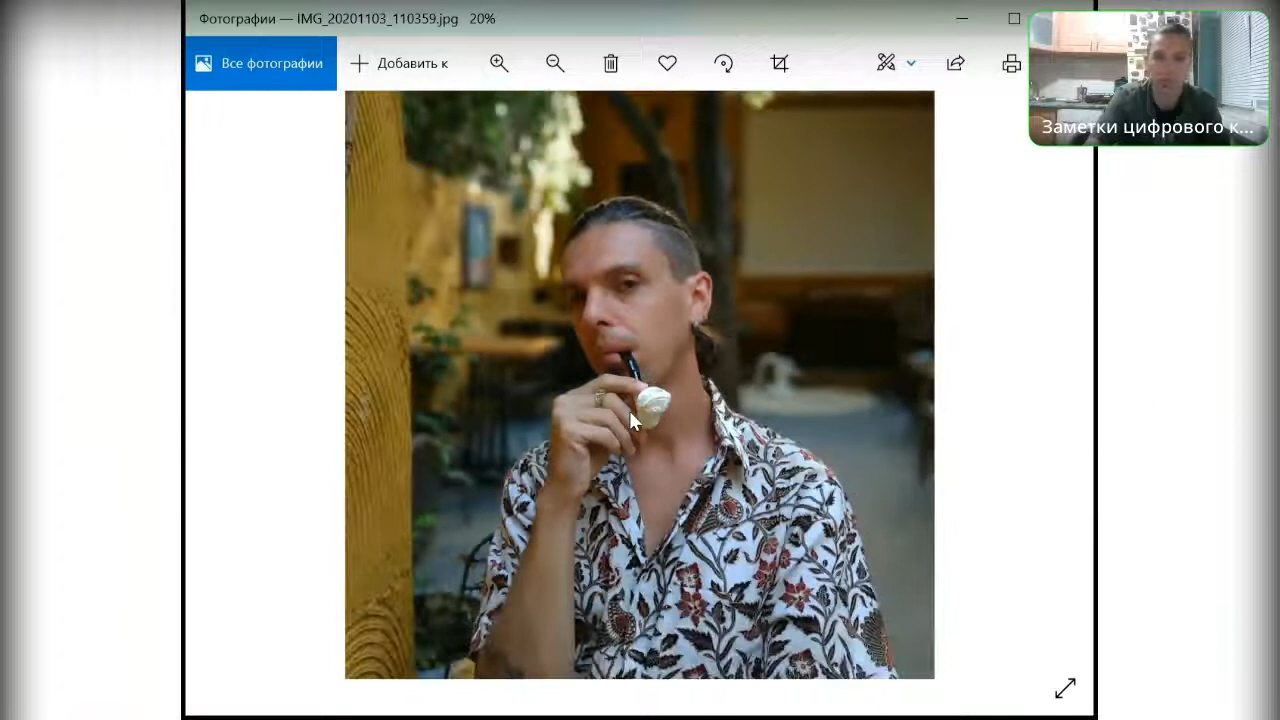 Фотографии — IMG_20201103_110359.jpg 20%
Все фотографии
Добавить к
Заметки цифрового к...